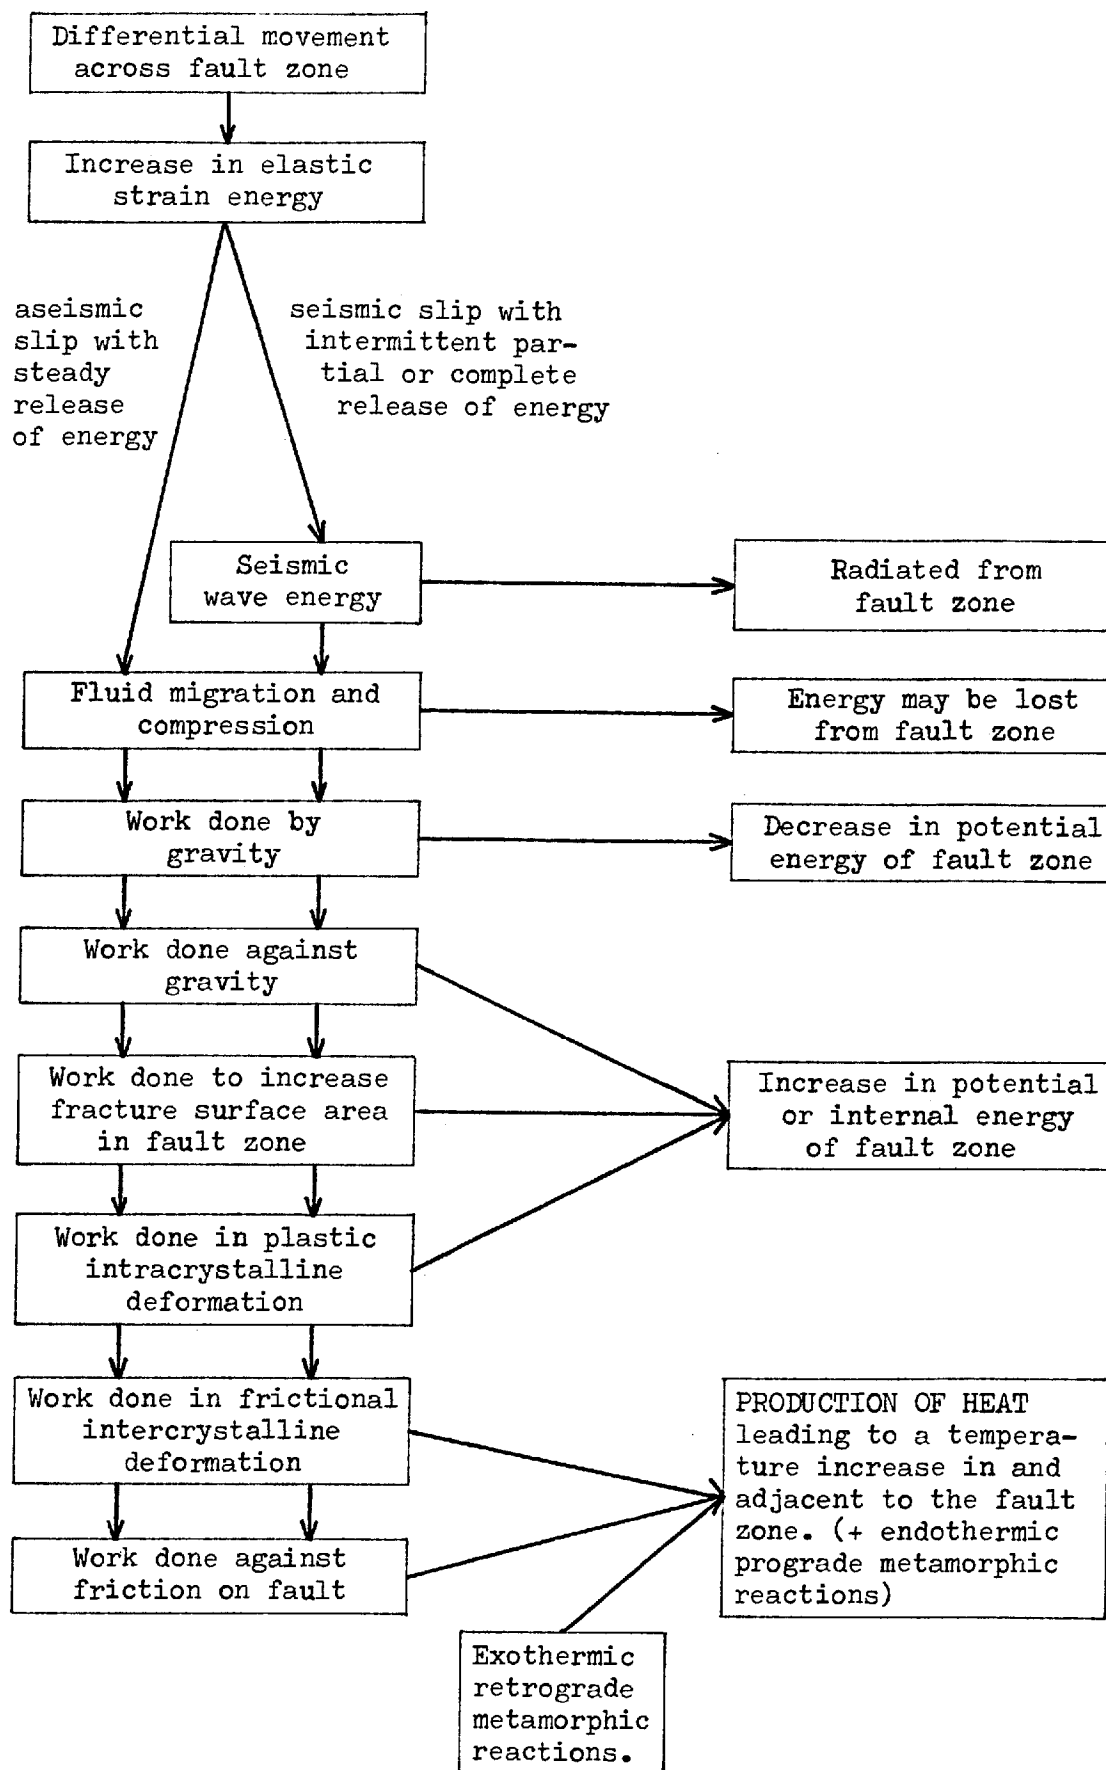 Differential movement
across fault zone
Increase in elastic
strain energy
aseismic
slip with
steady
release
of energy
seismic slip with
intermittent par-
tial or complete
release of energy
Seismic
wave energy
Radiated from
fault zone
Fluid migration and
compression
Energy may be lost
from fault zone
Work done by
gravity
Decrease in potential
energy of fault zone
Work done against
gravity
Work done to increase
fracture surface area
in fault zone
Increase in potential
or internal energy
of fault zone
Work done in plastic
intracrystalline
deformation
Work done in frictional
intercrystalline
deformation
PRODUCTION OF HEAT
leading to a tempera-
ture increase in and
adjacent to the fault
zone. (+ endothermic
prograde metamorphic
reactions)
Work done against
friction on fault
Exothermic
retrograde
metamorphic
reactions.